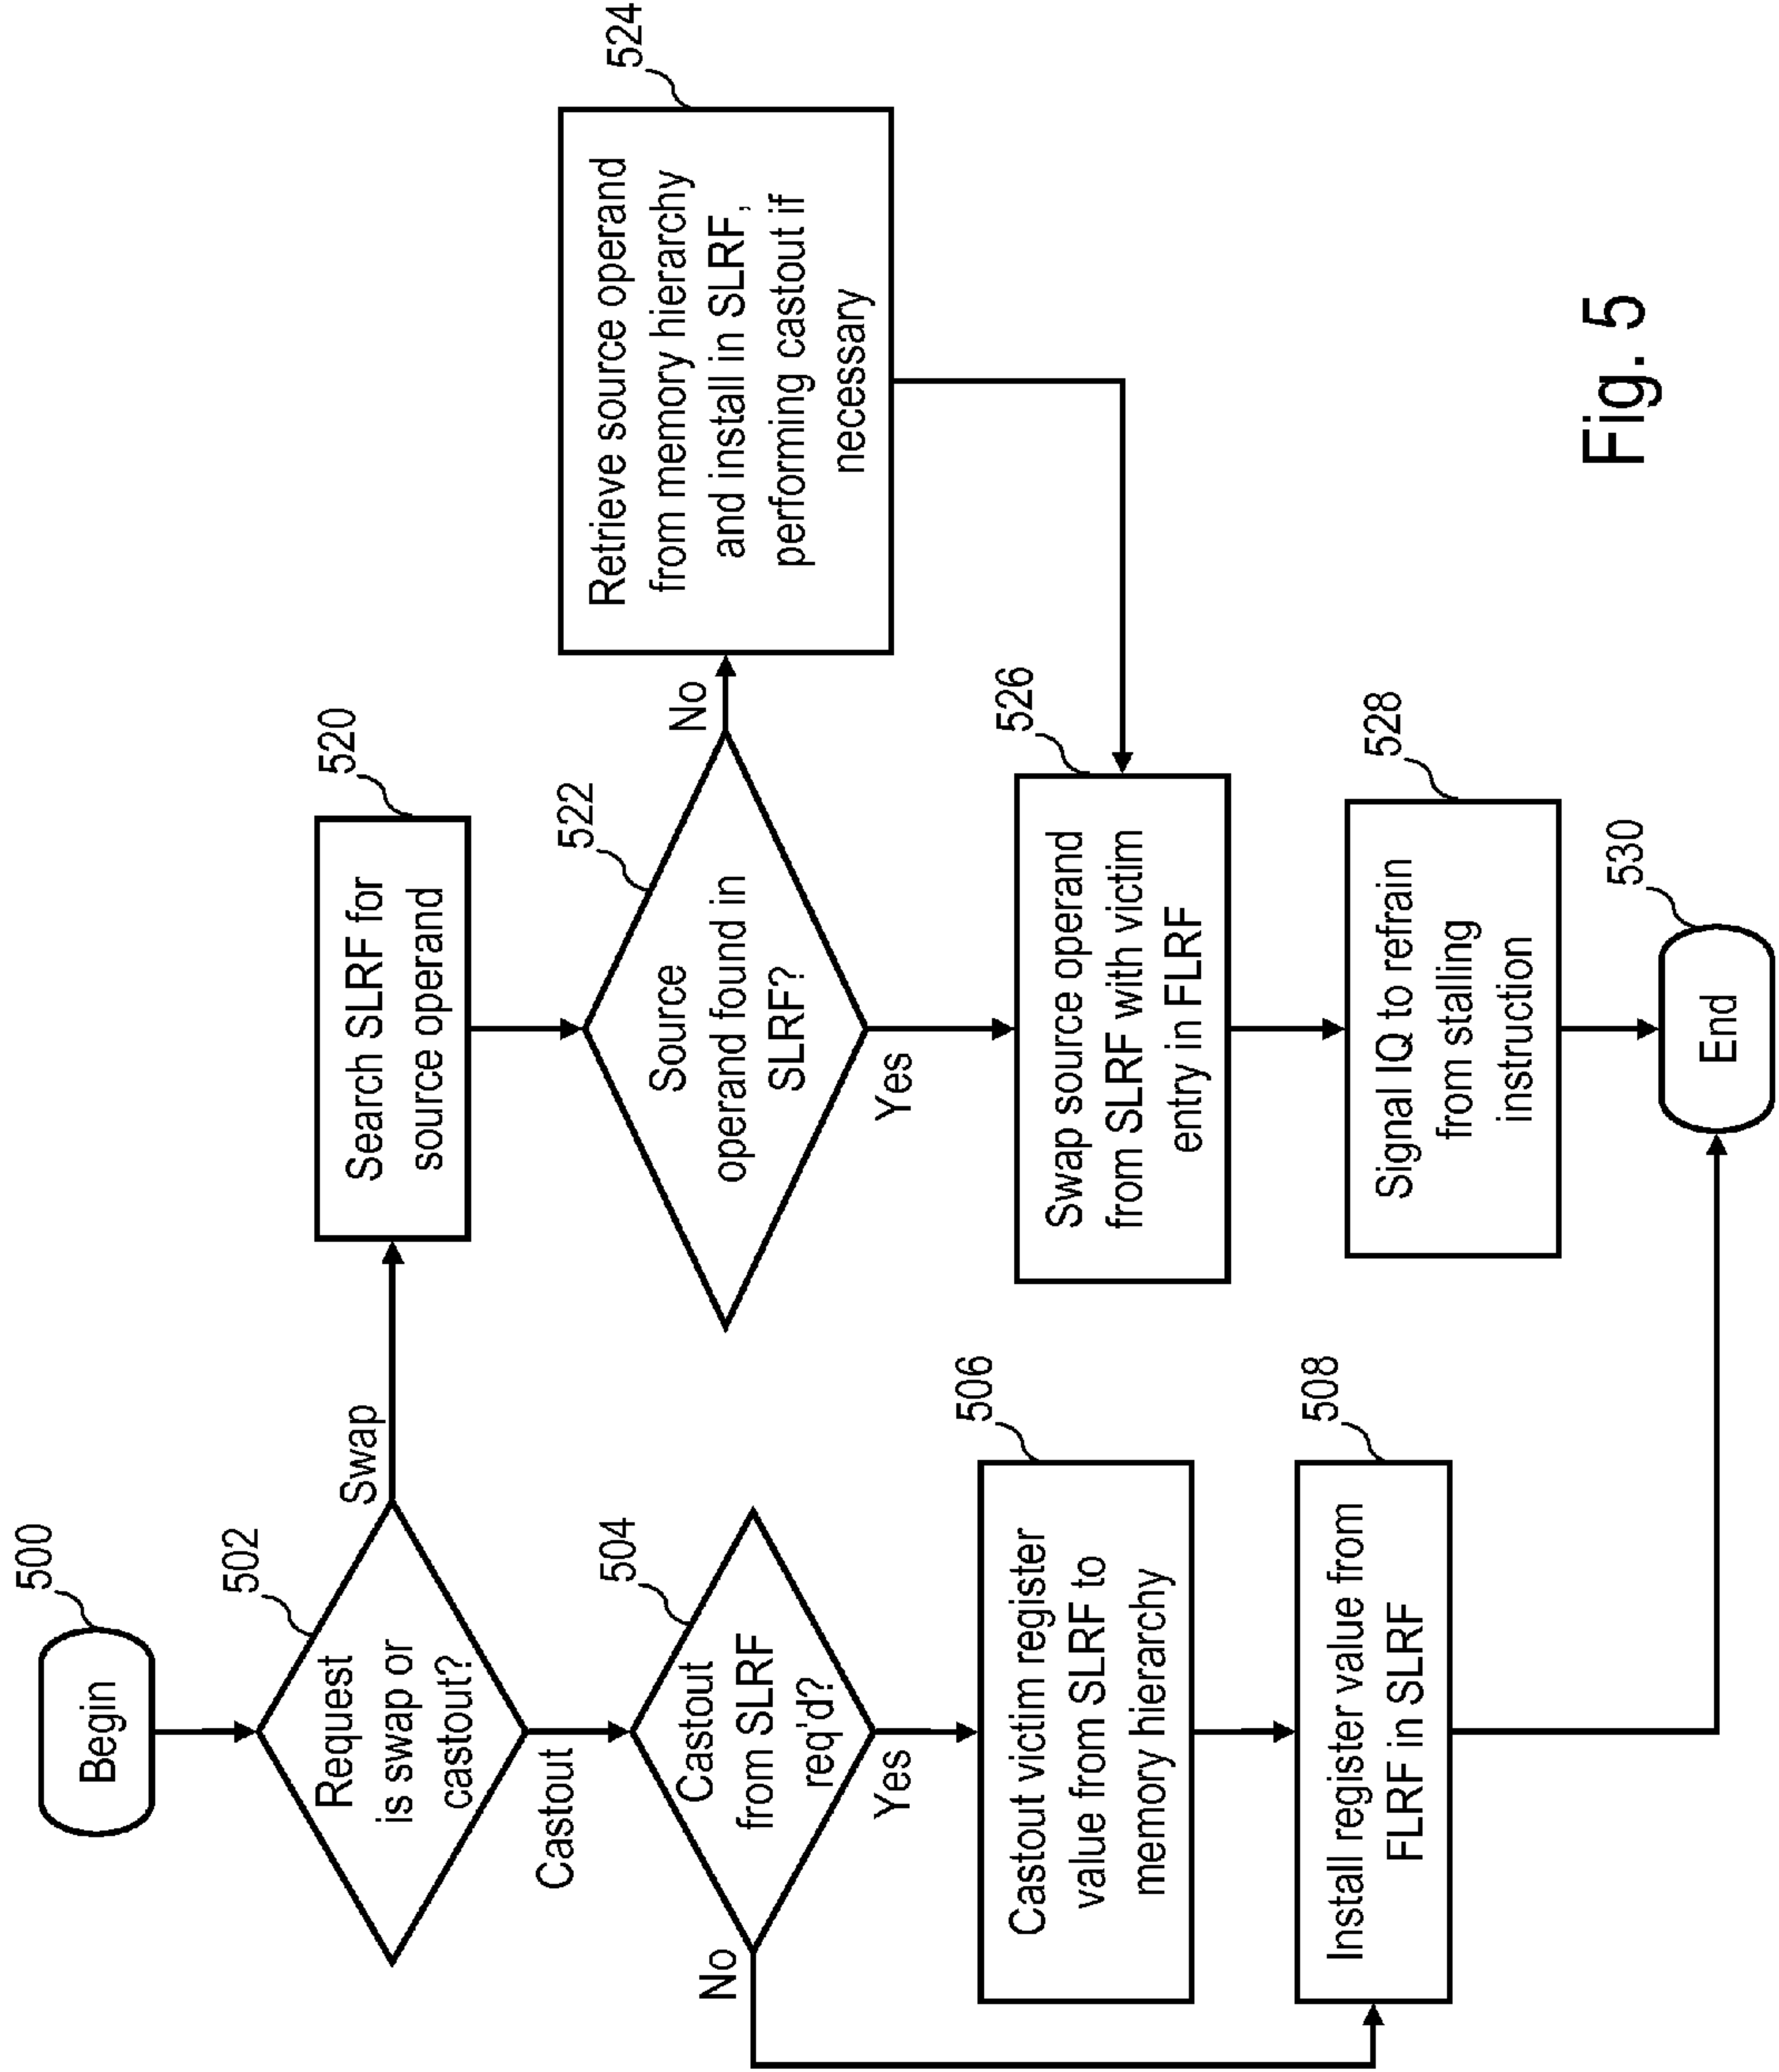 500
Begin
502
Request
is swap or
castout?
Swap
Castout
504
Castout
from SLRF
req'd?
No
Yes
506
Castout victim register
value from SLRF to
memory hierarchy
508
Install register value from
FLRF in SLRF
520
Search SLRF for
source operand
522
Source
operand found in
SLRF?
No
Yes
524
Retrieve source operand
from memory hierarchy
and install in SLRF,
performing castout if
necessary
526
Swap source operand
from SLRF with victim
entry in FLRF
528
Signal IQ to refrain
from stalling
instruction
530
End
Fig. 5